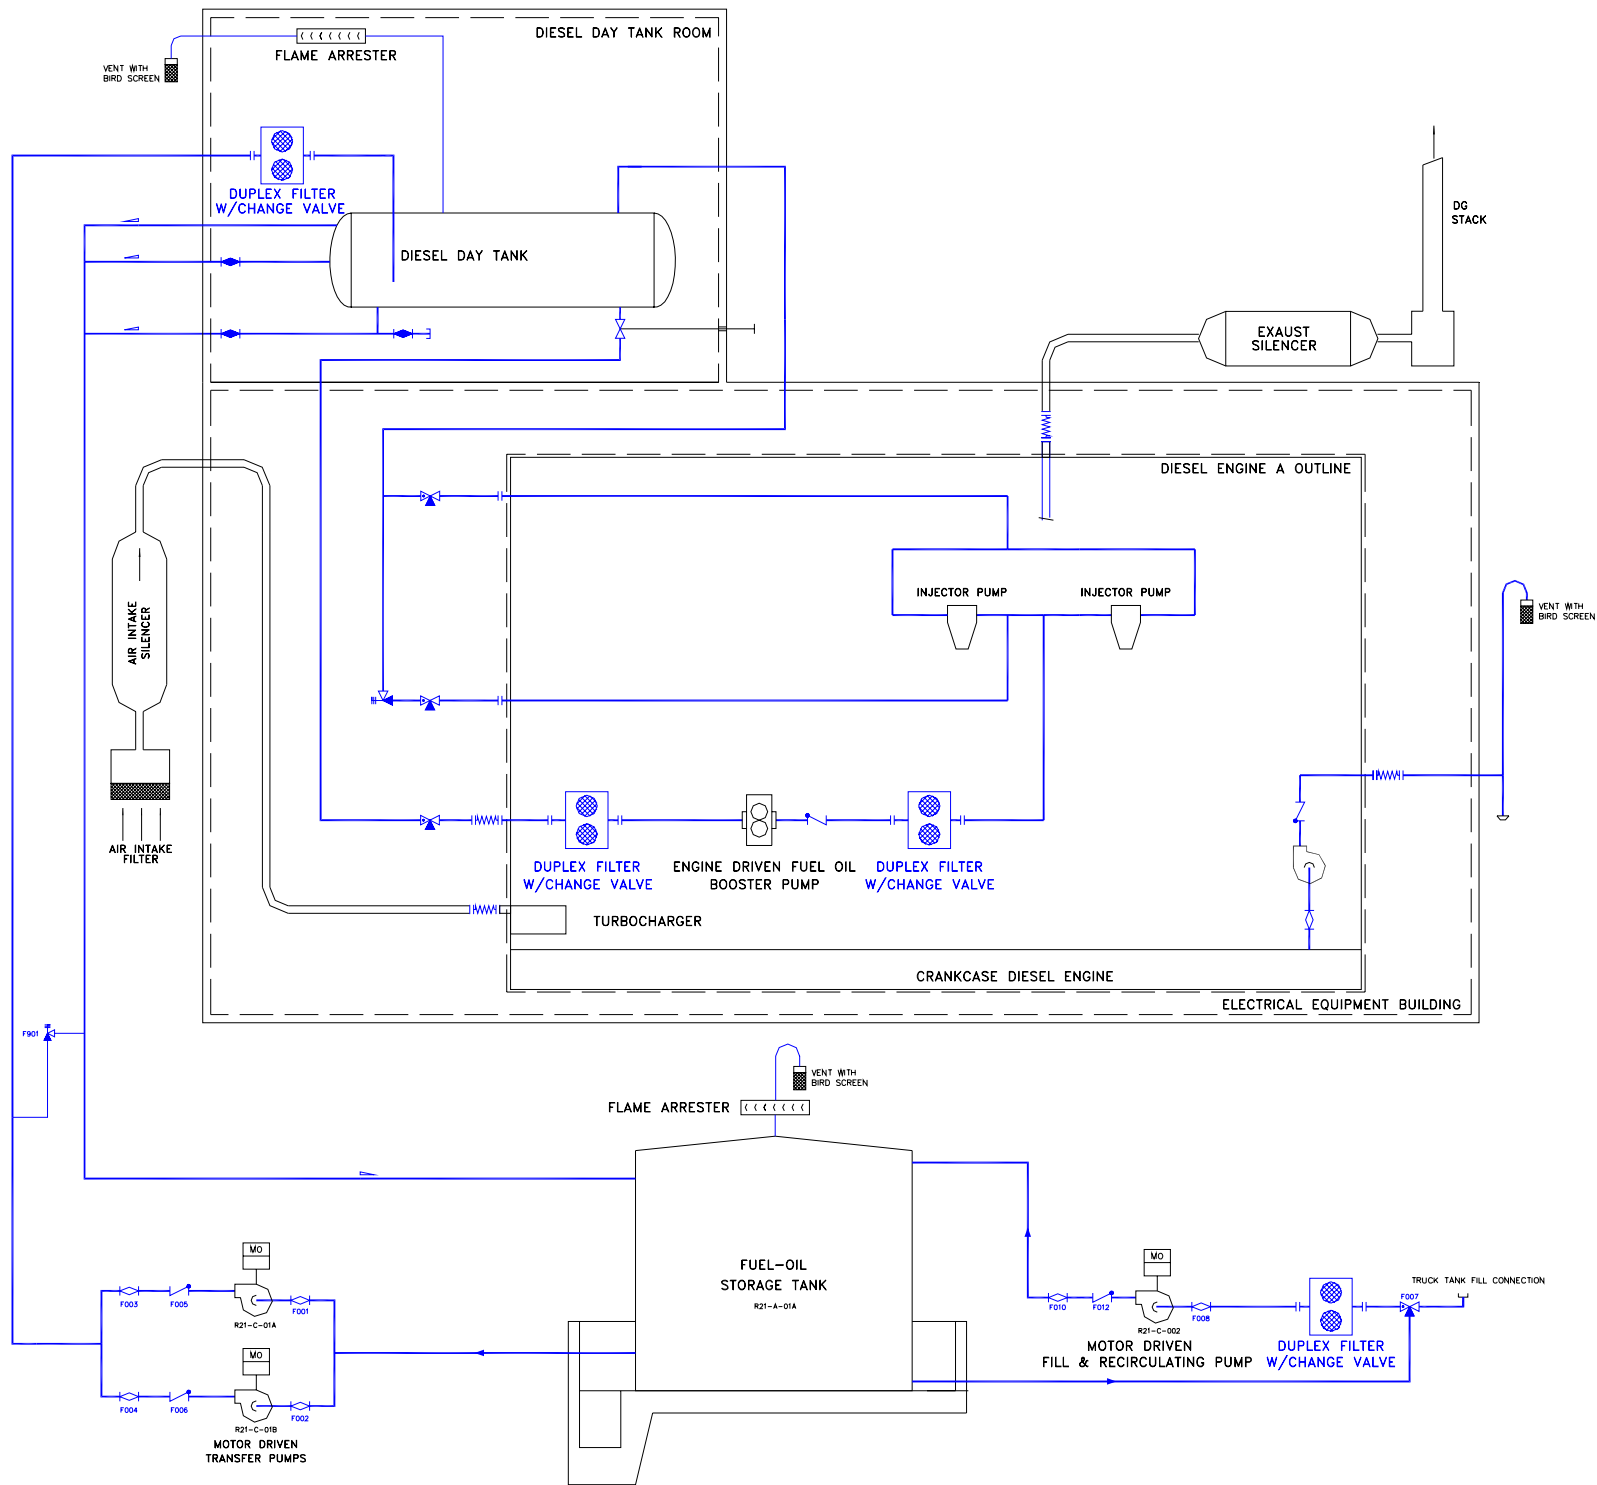 DIESEL DAY TANK ROOM
FLAME ARRESTER
VENT WITH
BIRD SCREEN
DUPLEX FILTER
W/CHANGE VALVE
DIESEL DAY TANK
DG
STACK
EXAUST
SILENCER
DIESEL ENGINE A OUTLINE
AIR INTAKE
SILENCER
INJECTOR PUMP
INJECTOR PUMP
VENT WITH
BIRD SCREEN
AIR INTAKE
FILTER
DUPLEX FILTER
W/CHANGE VALVE
ENGINE DRIVEN FUEL OIL
BOOSTER PUMP
DUPLEX FILTER
W/CHANGE VALVE
TURBOCHARGER
CRANKCASE DIESEL ENGINE
ELECTRICAL EQUIPMENT BUILDING
F901
VENT WITH
BIRD SCREEN
FLAME ARRESTER
FUEL-OIL
STORAGE TANK
R21-A-01A
MO
F003
F005
F001
R21-C-01A
MO
F004
F006
F002
R21-C-01B
MOTOR DRIVEN
TRANSFER PUMPS
MO
F010
F012
F008
R21-C-002
MOTOR DRIVEN
FILL & RECIRCULATING PUMP
DUPLEX FILTER
W/CHANGE VALVE
F007
TRUCK TANK FILL CONNECTION